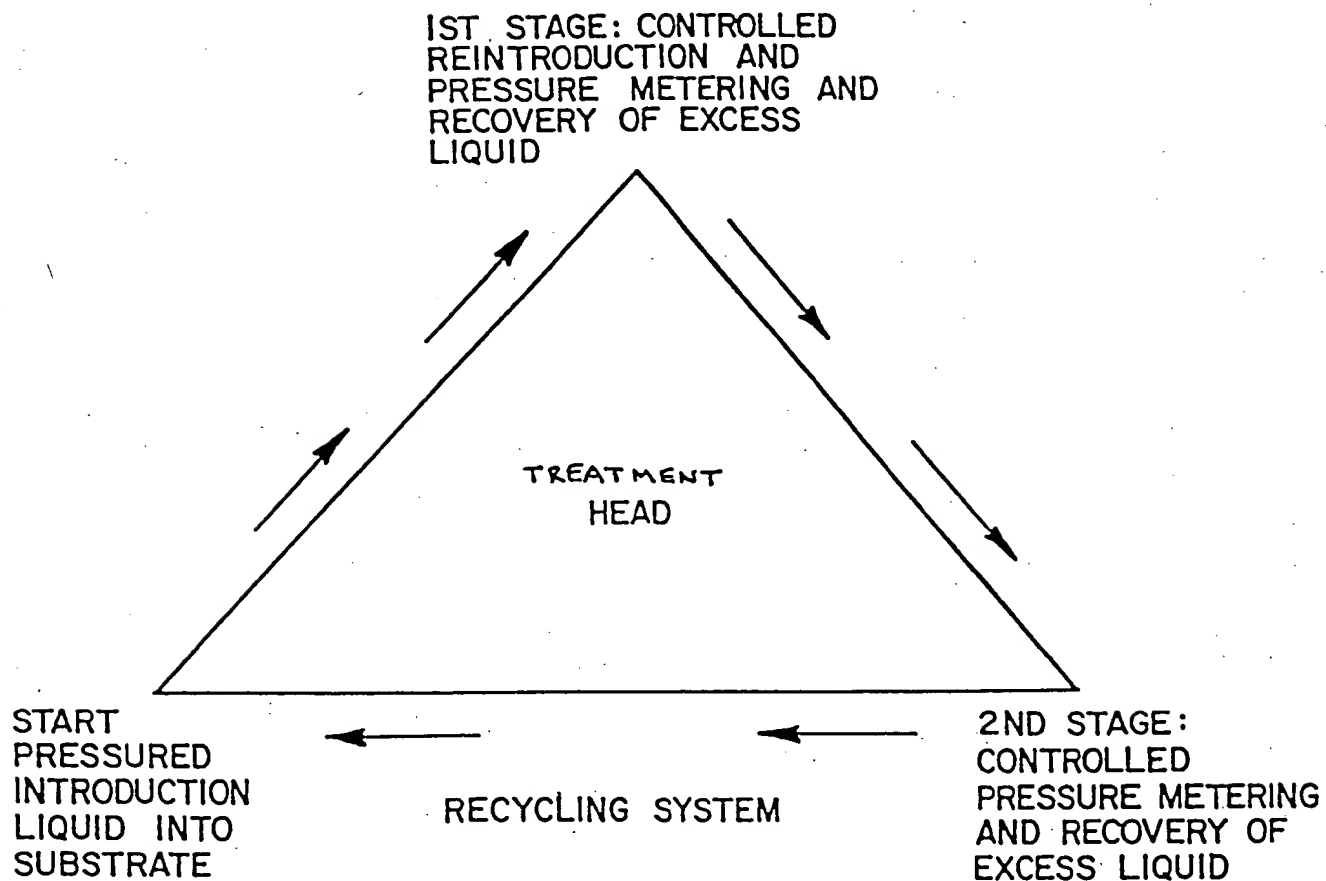 1ST STAGE: CONTROLLED
REINTRODUCTION AND
PRESSURE METERING AND
RECOVERY OF EXCESS
LIQUID
TREATMENT
HEAD
START
PRESSURED
INTRODUCTION
LIQUID INTO
SUBSTRATE
RECYCLING SYSTEM
2ND STAGE:
CONTROLLED
PRESSURE METERING
AND RECOVERY OF
EXCESS LIQUID